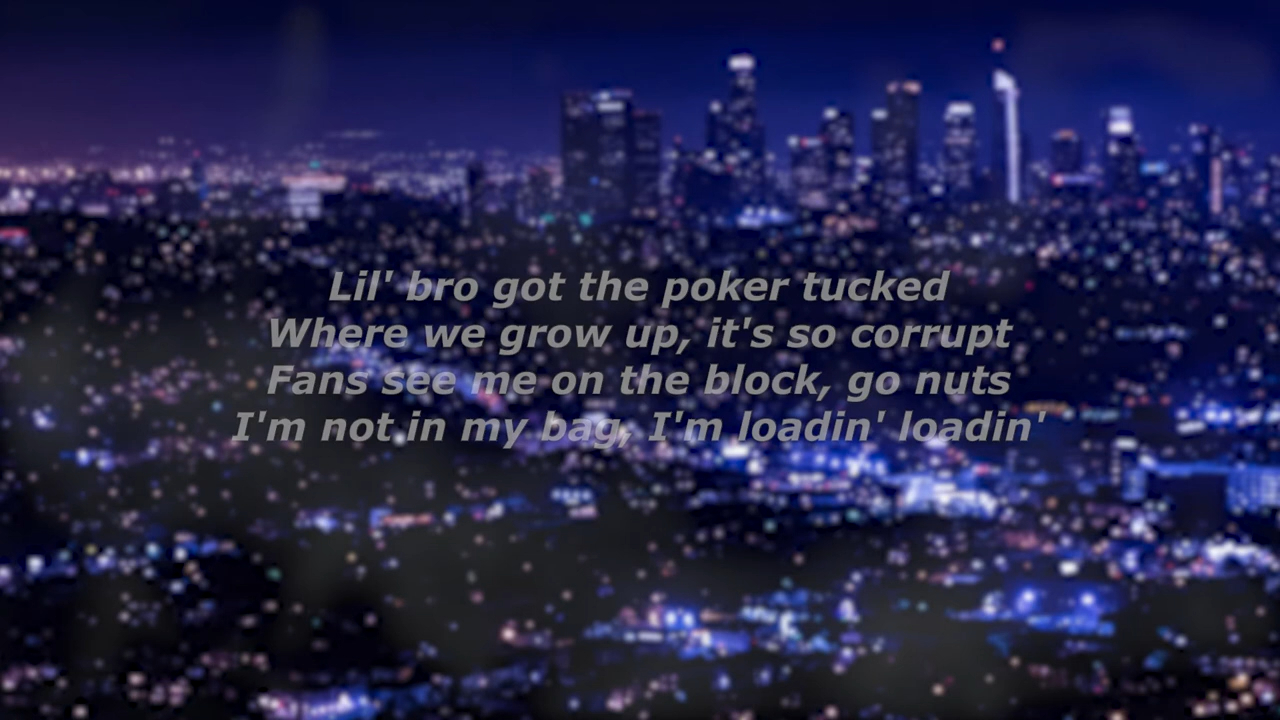 Lil' bro got the poker tucked
Where we grow up, it's so corrupt
Fans see me on the block, go nuts
I'm not in my bag, I'm loadin' loadin'